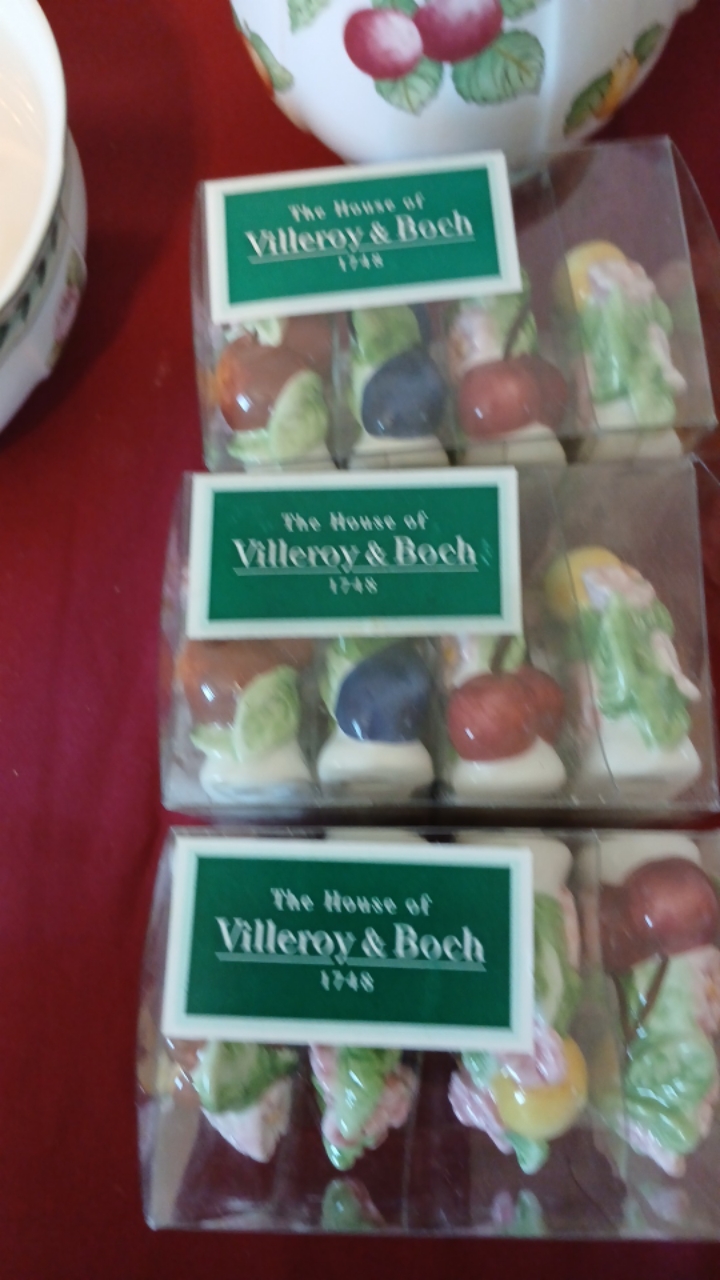 The House of
Villeroy & Boch
1748
The House of
Villeroy & Boch
1748
The House of
Villeroy & Boch
1748